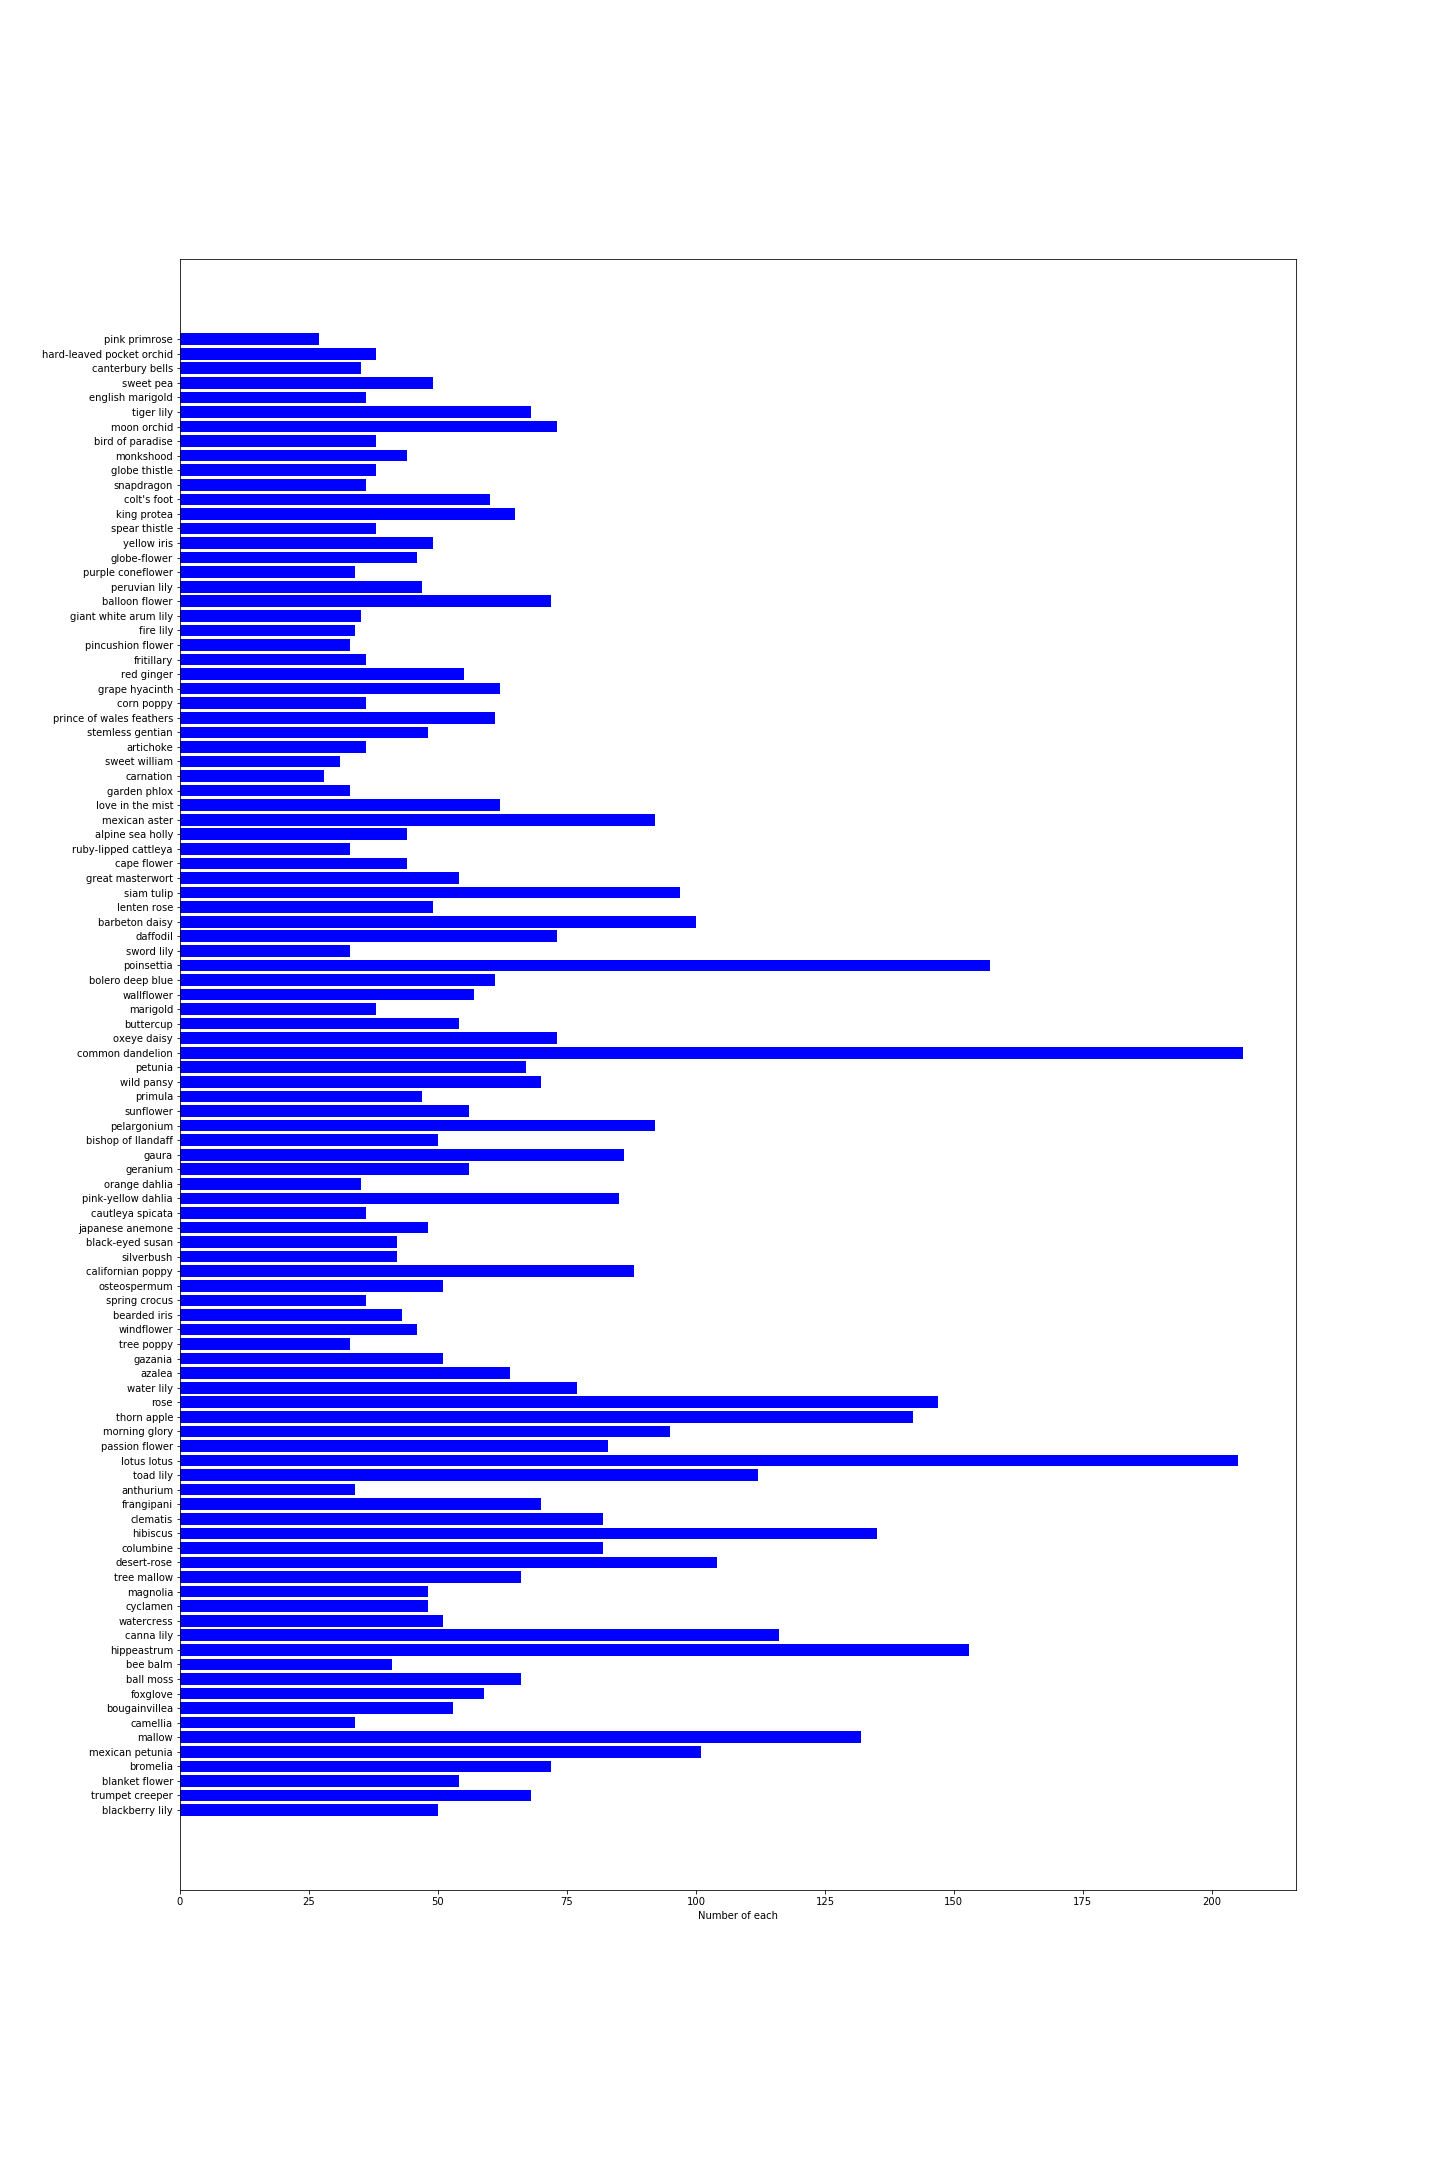 pink primrose
hard-leaved pocket orchid
canterbury bells
sweet pea
english marigold
tiger lily
moon orchid
bird of paradise
monkshood
globe thistle
snapdragon
colt's foot
king protea
spear thistle
yellow iris
globe-flower
purple coneflower
peruvian lily
balloon flower
giant white arum lily
fire lily
pincushion flower
fritillary
red ginger
grape hyacinth
corn poppy
prince of wales feathers
stemless gentian
artichoke
sweet william
carnation
garden phlox
love in the mist
mexican aster
alpine sea holly
ruby-lipped cattleya
cape flower
great masterwort
siam tulip
lenten rose
barbeton daisy
daffodil
sword lily
poinsettia
bolero deep blue
wallflower
marigold
buttercup
oxeye daisy
common dandelion
petunia
wild pansy
primula
sunflower
pelargonium
bishop of llandaff
gaura
geranium
orange dahlia
pink-yellow dahlia
cautleya spicata
japanese anemone
black-eyed susan
silverbush
californian poppy
osteospermum
spring crocus
bearded iris
windflower
tree poppy
gazania
azalea
water lily
rose
thorn apple
morning glory
passion flower
lotus lotus
toad lily
anthurium
frangipani
clematis
hibiscus
columbine
desert-rose
tree mallow
magnolia
cyclamen
watercress
canna lily
hippeastrum
bee balm
ball moss
foxglove
bougainvillea
camellia
mallow
mexican petunia
bromelia
blanket flower
trumpet creeper
blackberry lily
0 25 50 75 100 125 150 175 200
Number of each